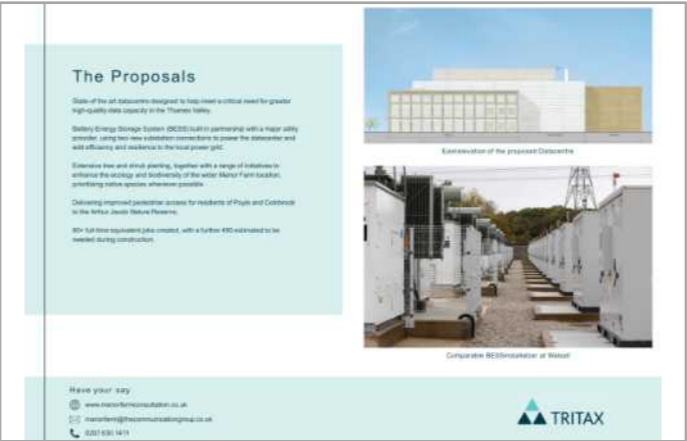 The Proposals
State of the art datacentre designed to help meet a critical need for greater
high-quality data capacity in the Thames Valley.
Battery Energy Storage System (BESS) built in partnership with a major utility
provider, using two new substation connections to power the datacentre and
add efficiency and resilience to the local power grid.
Extensive tree and shrub planting, together with a range of initiatives to
enhance the ecology and biodiversity of the wider Manor Farm location,
prioritising native species wherever possible.
Delivering improved pedestrian access for residents of Poyle and Colnbrook
to the Arthur Jacob Nature Reserve.
80+ full-time equivalent jobs created, with a further 490 estimated to be
needed during construction.
East elevation of the proposed Datacentre
Comparable BESS installation at Walsall
Have your say
www.manorfarmconsultation.co.uk
manorfarm@thecommunicationgroup.co.uk
0207 630 1411
TRITAX